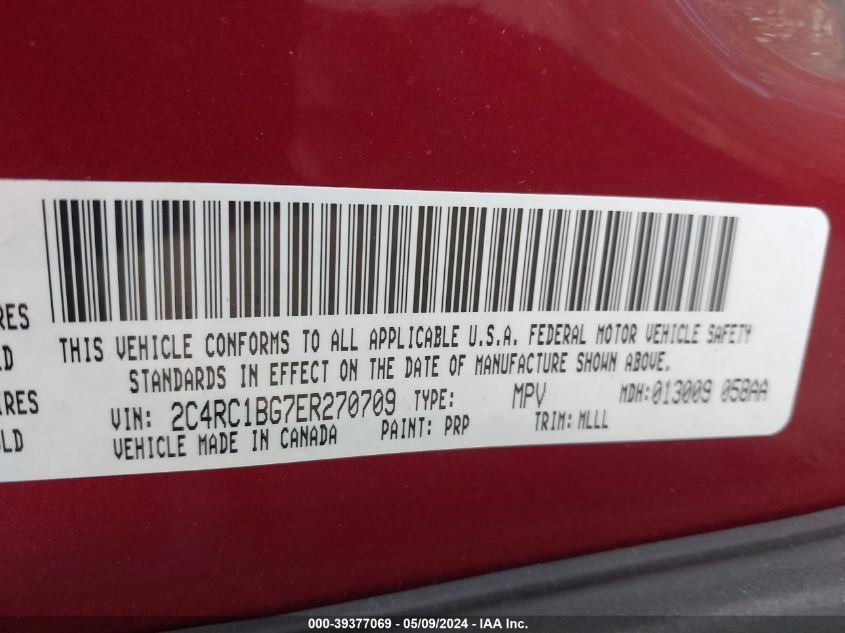 RES
LD
IRES
OLD
THIS VEHICLE CONFORMS TO ALL APPLICABLE U.S.A. FEDERAL MOTOR VEHICLE SAFETY
STANDARDS IN EFFECT ON THE DATE OF MANUFACTURE SHOWN ABOVE.
VIN: 2C4RC1BG7ER270709 TYPE: MPV MDH:013009 058AA
VEHICLE MADE IN CANADA PAINT: PRP TRIM: MLLL
000-39377069 | 05/09/2024 - IAA Inc.